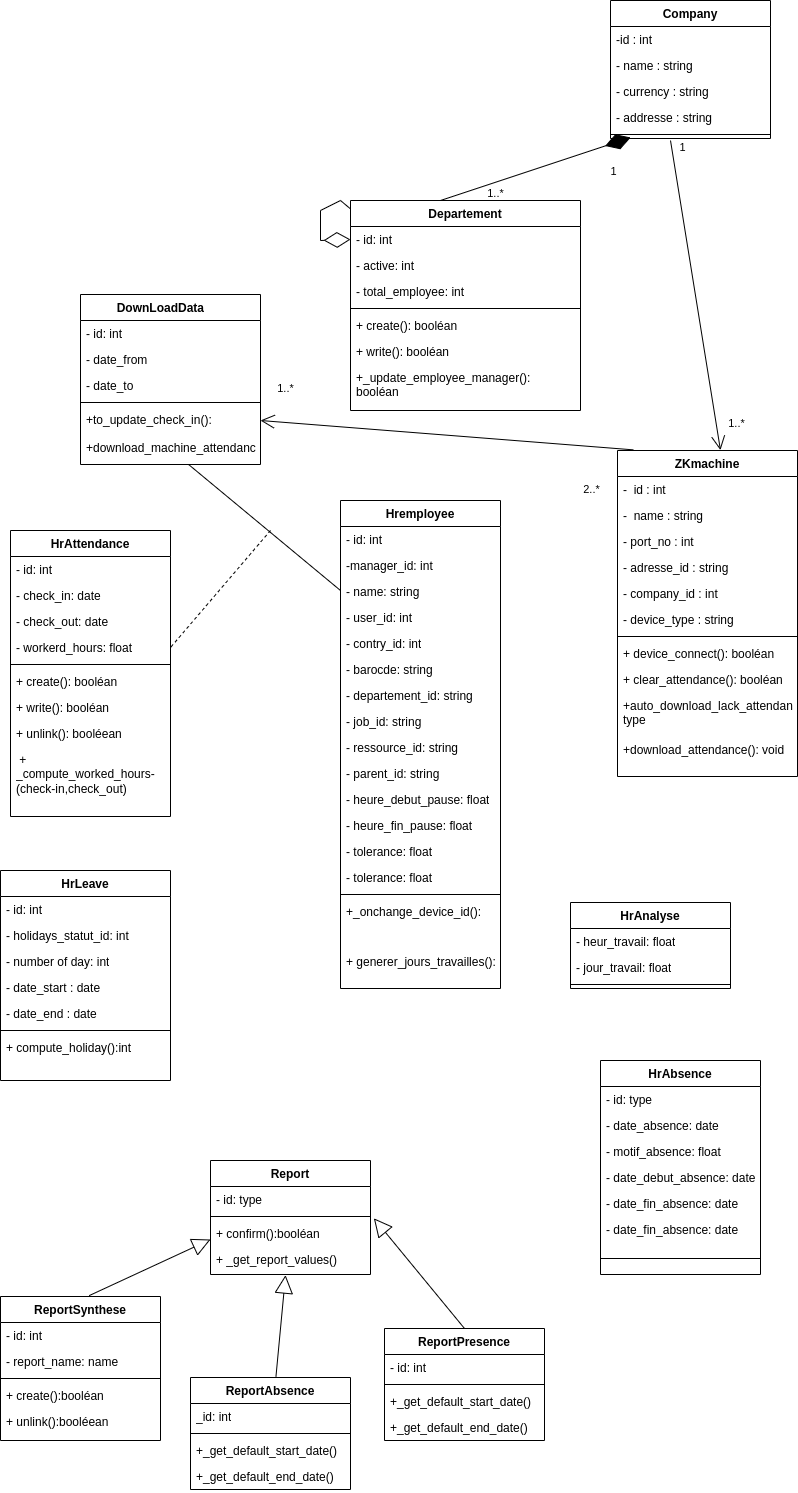 Company
-id : int
- name : string
- currency : string
- addresse : string
1
1
1..*
Departement
- id: int
- active: int
- total_employee: int
+ create(): booléan
+ write(): booléan
+_update_employee_manager():
booléan
DownLoadData
- id: int
- date_from
- date_to
+to_update_check_in():
+download_machine_attendanc
1..*
1..*
2..*
ZKmachine
-  id : int
-  name : string
- port_no : int
- adresse_id : string
- company_id : int
- device_type : string
+ device_connect(): booléan
+ clear_attendance(): booléan
+auto_download_lack_attendan
type
+download_attendance(): void
Hremployee
- id: int
-manager_id: int
- name: string
- user_id: int
- contry_id: int
- barocde: string
- departement_id: string
- job_id: string
- ressource_id: string
- parent_id: string
- heure_debut_pause: float
- heure_fin_pause: float
- tolerance: float
- tolerance: float
+_onchange_device_id():
+ generer_jours_travailles():
HrAttendance
- id: int
- check_in: date
- check_out: date
- workerd_hours: float
+ create(): booléan
+ write(): booléan
+ unlink(): booléean
+
_compute_worked_hours-
(check-in,check_out)
HrLeave
- id: int
- holidays_statut_id: int
- number of day: int
- date_start : date
- date_end : date
+ compute_holiday():int
HrAnalyse
- heur_travail: float
- jour_travail: float
HrAbsence
- id: type
- date_absence: date
- motif_absence: float
- date_debut_absence: date
- date_fin_absence: date
- date_fin_absence: date
Report
- id: type
+ confirm():booléan
+ _get_report_values()
ReportSynthese
- id: int
- report_name: name
+ create():booléan
+ unlink():booléean
ReportAbsence
_id: int
+_get_default_start_date()
+_get_default_end_date()
ReportPresence
- id: int
+_get_default_start_date()
+_get_default_end_date()